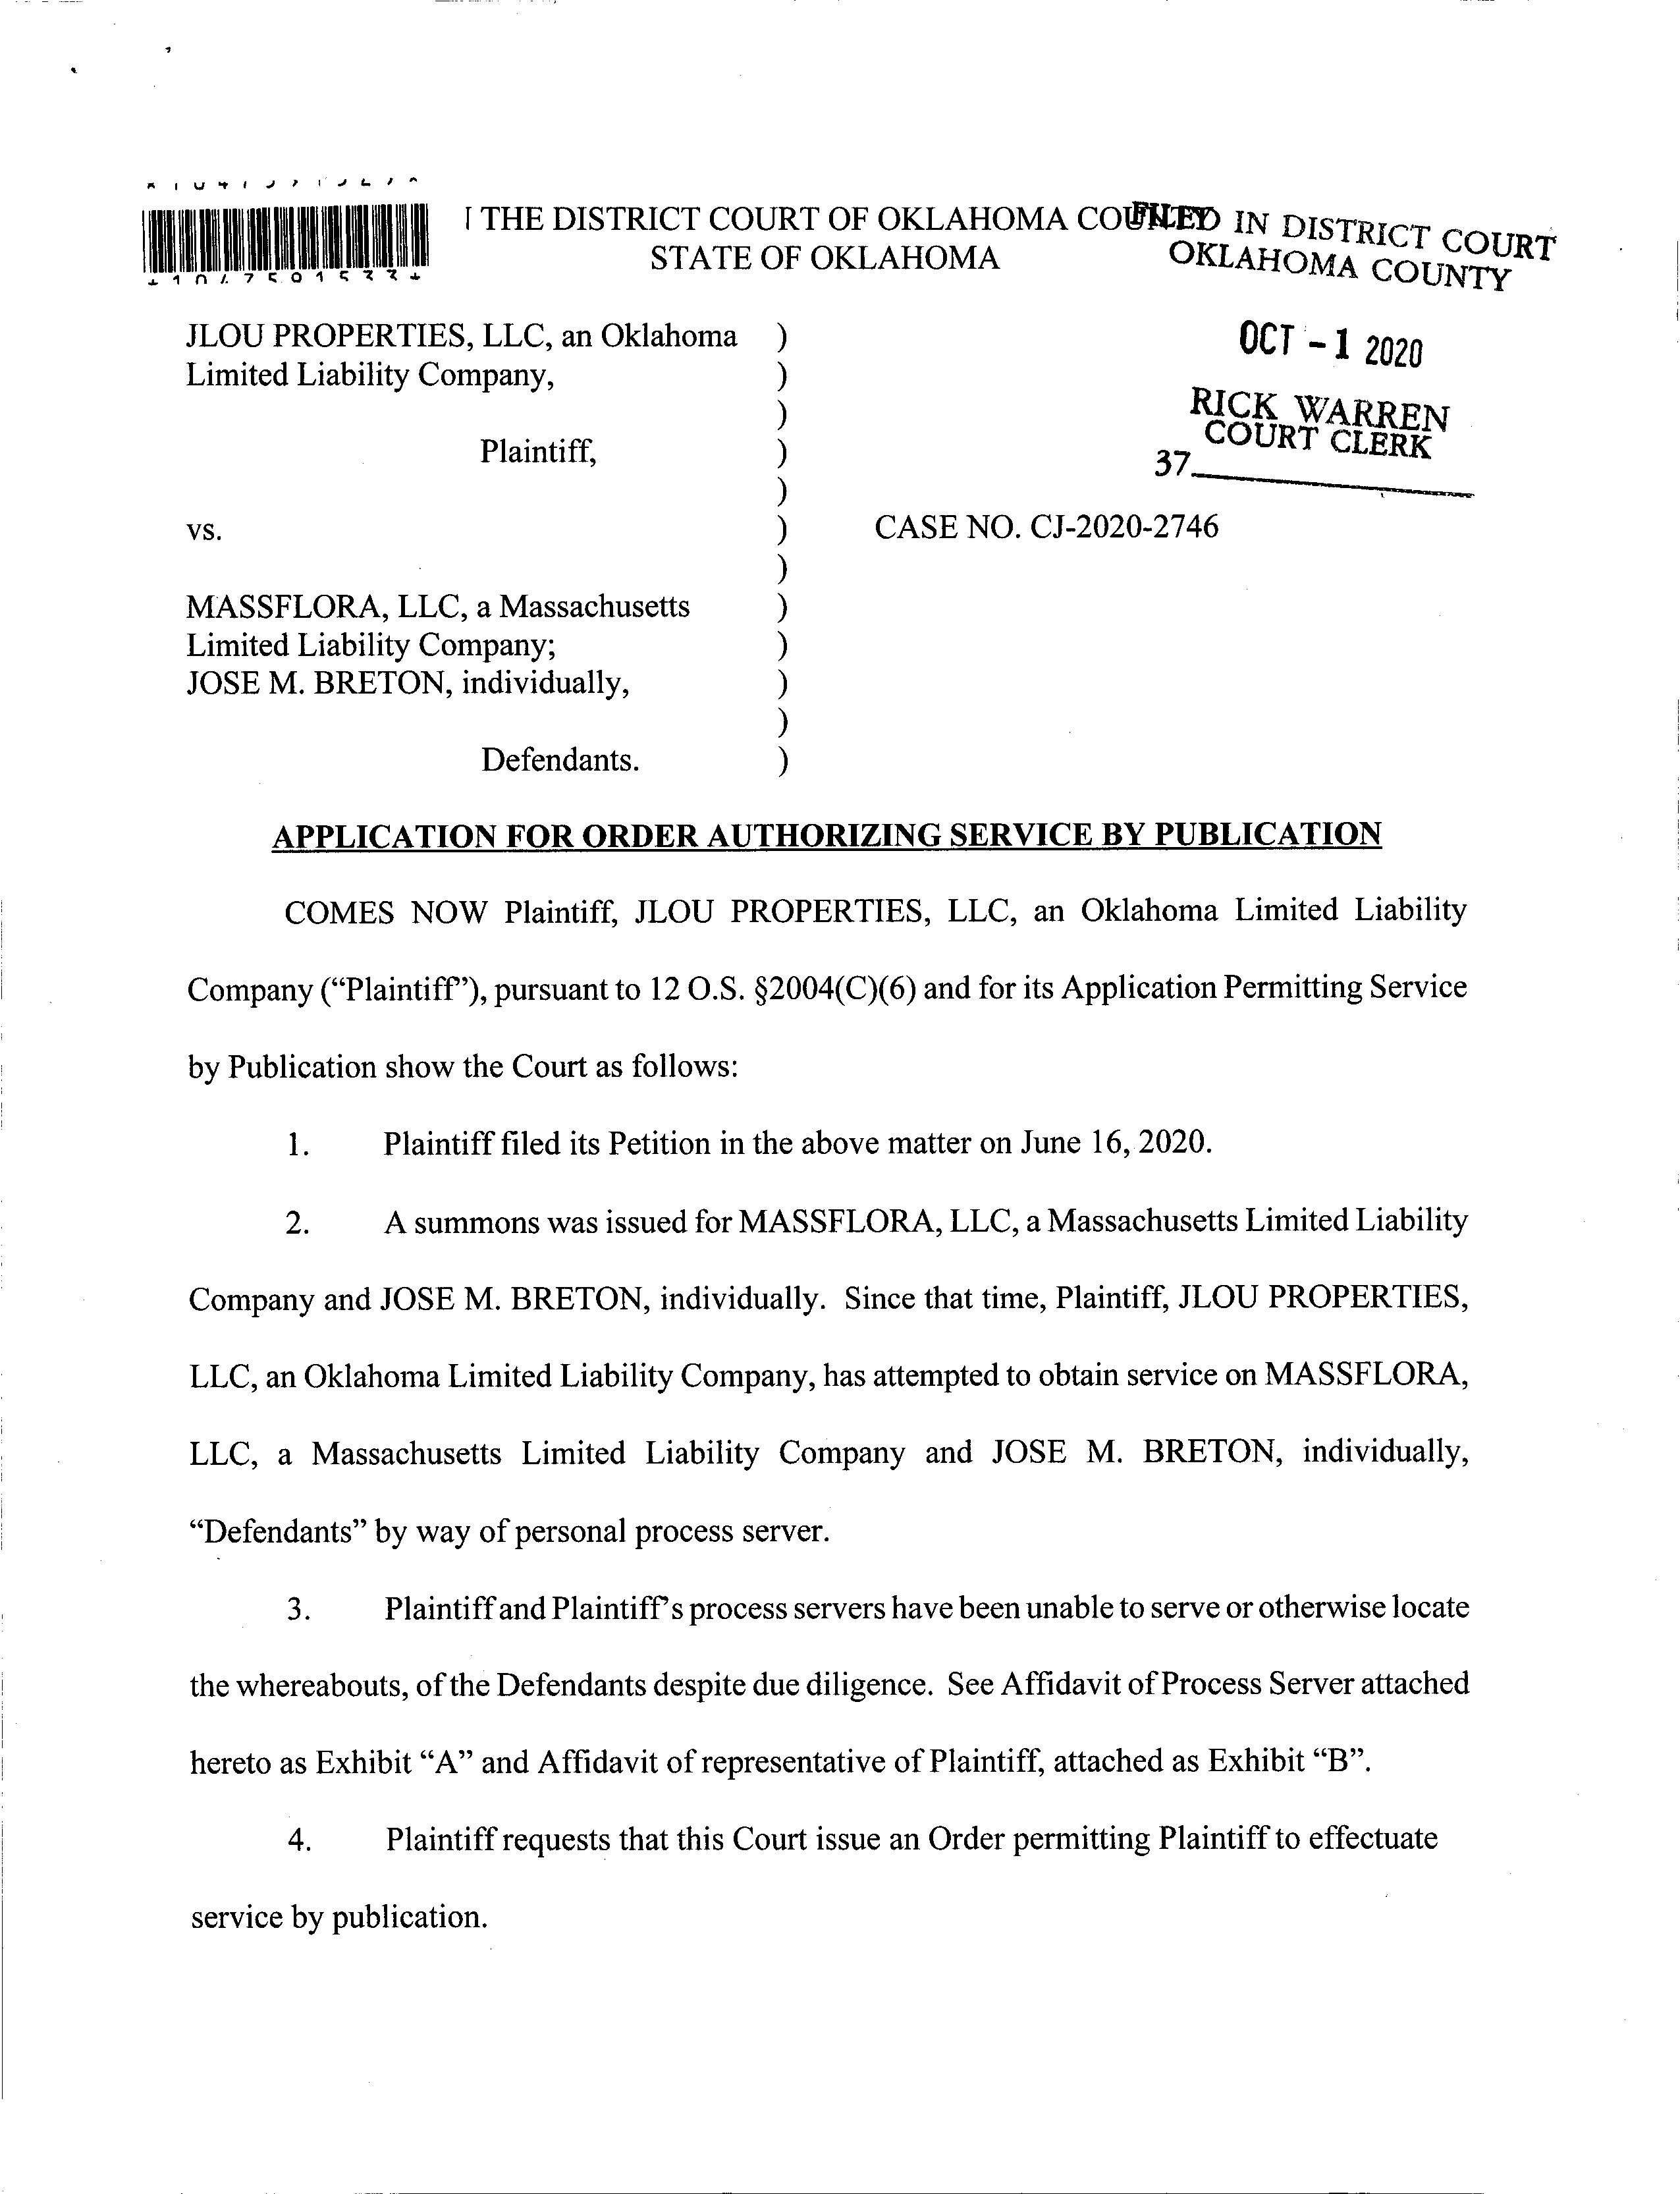 THE DISTRICT COURT OF OKLAHOMA COUNTY
STATE OF OKLAHOMA
FILED IN DISTRICT COURT
OKLAHOMA COUNTY
OCT - 1 2020
RICK WARREN
COURT CLERK
37
JLOU PROPERTIES, LLC, an Oklahoma )
Limited Liability Company, )
)
Plaintiff, )
)
vs. ) CASE NO. CJ-2020-2746
)
MASSFLORA, LLC, a Massachusetts )
Limited Liability Company; )
JOSE M. BRETON, individually, )
)
Defendants. )
APPLICATION FOR ORDER AUTHORIZING SERVICE BY PUBLICATION
COMES NOW Plaintiff, JLOU PROPERTIES, LLC, an Oklahoma Limited Liability
Company (“Plaintiff”), pursuant to 12 O.S. §2004(C)(6) and for its Application Permitting Service
by Publication show the Court as follows:
1. Plaintiff filed its Petition in the above matter on June 16, 2020.
2. A summons was issued for MASSFLORA, LLC, a Massachusetts Limited Liability
Company and JOSE M. BRETON, individually. Since that time, Plaintiff, JLOU PROPERTIES,
LLC, an Oklahoma Limited Liability Company, has attempted to obtain service on MASSFLORA,
LLC, a Massachusetts Limited Liability Company and JOSE M. BRETON, individually,
“Defendants” by way of personal process server.
3. Plaintiff and Plaintiff’s process servers have been unable to serve or otherwise locate
the whereabouts, of the Defendants despite due diligence. See Affidavit of Process Server attached
hereto as Exhibit “A” and Affidavit of representative of Plaintiff, attached as Exhibit “B”.
4. Plaintiff requests that this Court issue an Order permitting Plaintiff to effectuate
service by publication.